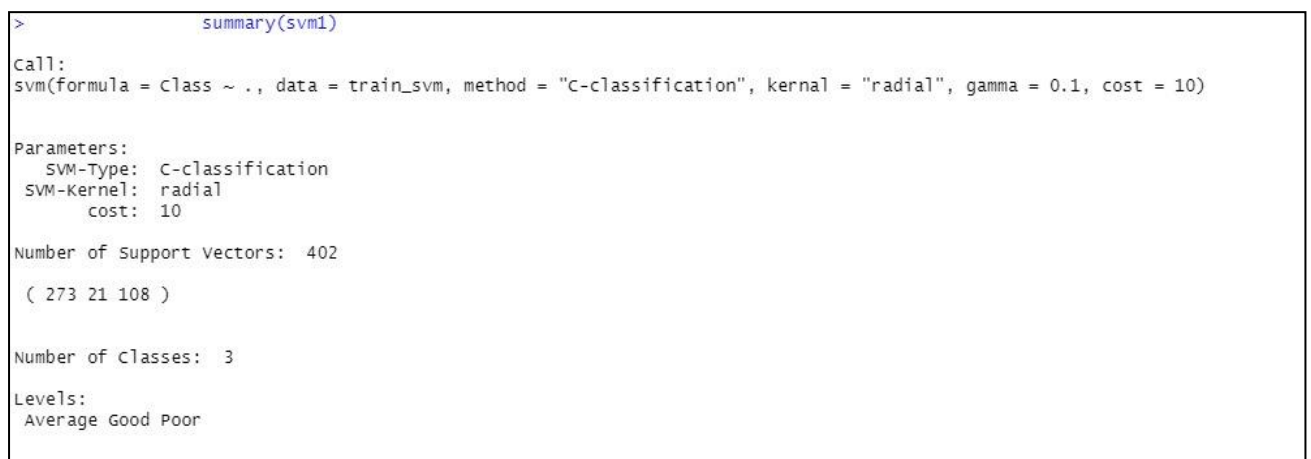 > summary(svm1)
Call:
svm(formula = Class ~ ., data = train_svm, method = "C-classification", kernal = "radial", gamma = 0.1, cost = 10)
Parameters:
SVM-Type: C-classification
SVM-Kernel: radial
cost: 10
Number of Support Vectors: 402
( 273 21 108 )
Number of Classes: 3
Levels:
Average Good Poor